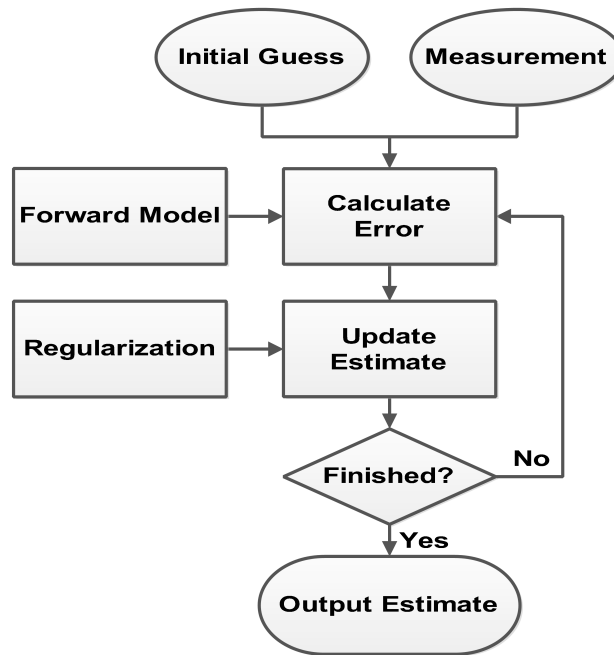 Initial Guess
Measurement
Forward Model
Calculate
Error
Regularization
Update
Estimate
Finished?
No
Yes
Output Estimate